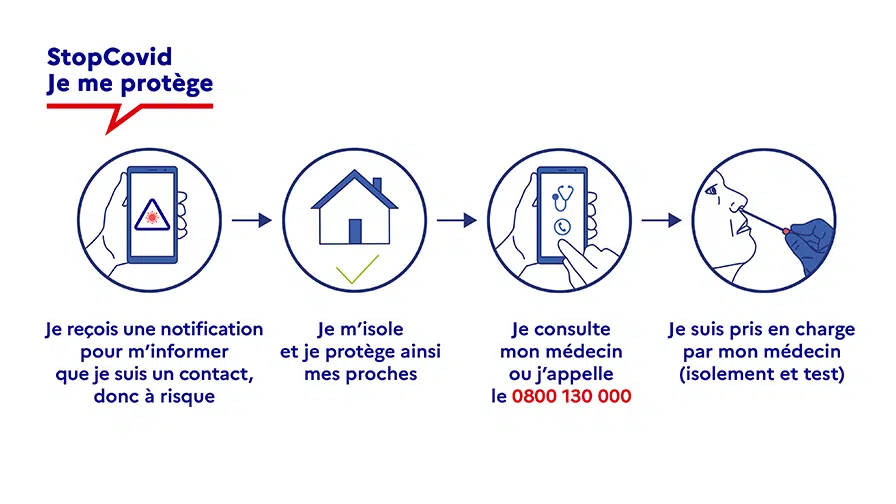 StopCovid
Je me protège
Je reçois une notification
pour m’informer
que je suis un contact,
donc à risque
Je m’isole
et je protège ainsi
mes proches
Je consulte
mon médecin
ou j’appelle
le 0800 130 000
Je suis pris en charge
par mon médecin
(isolement et test)